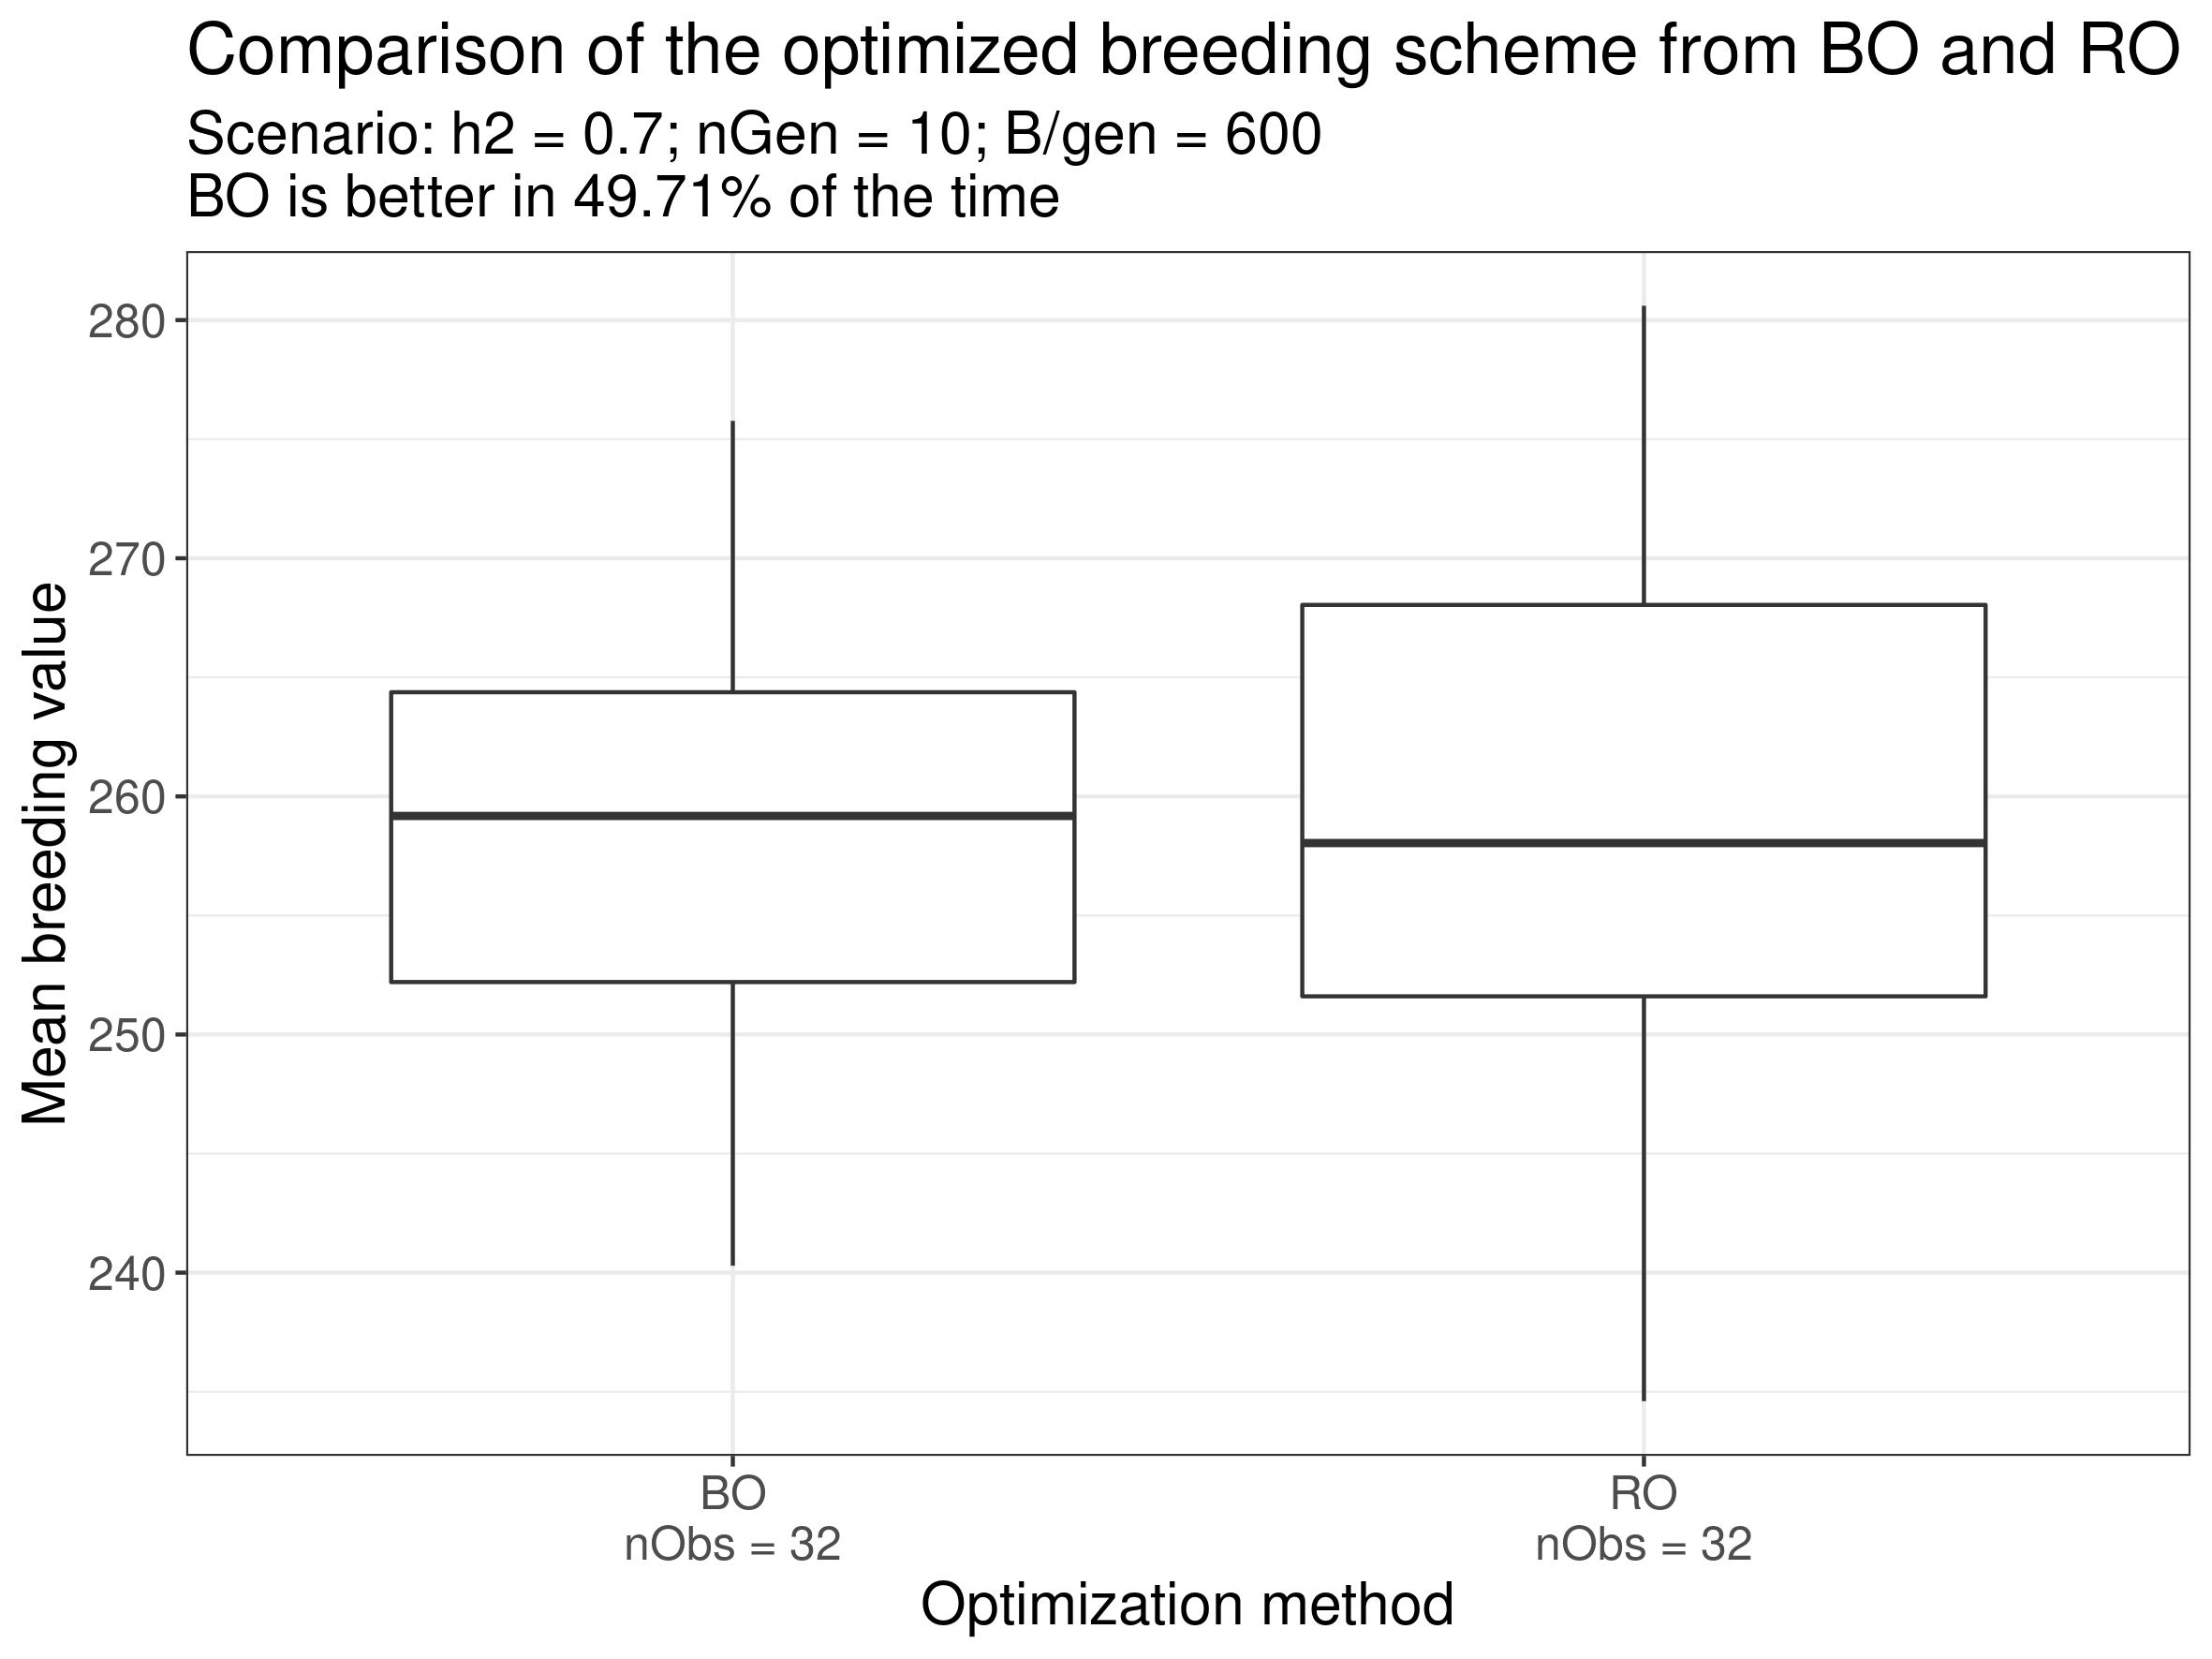 Comparison of the optimized breeding scheme from BO and RO
Scenario: h2 = 0.7; nGen = 10; B/gen = 600
BO is better in 49.71% of the time
Mean breeding value
280
270
260
250
240
BO
nObs = 32
RO
nObs = 32
Optimization method